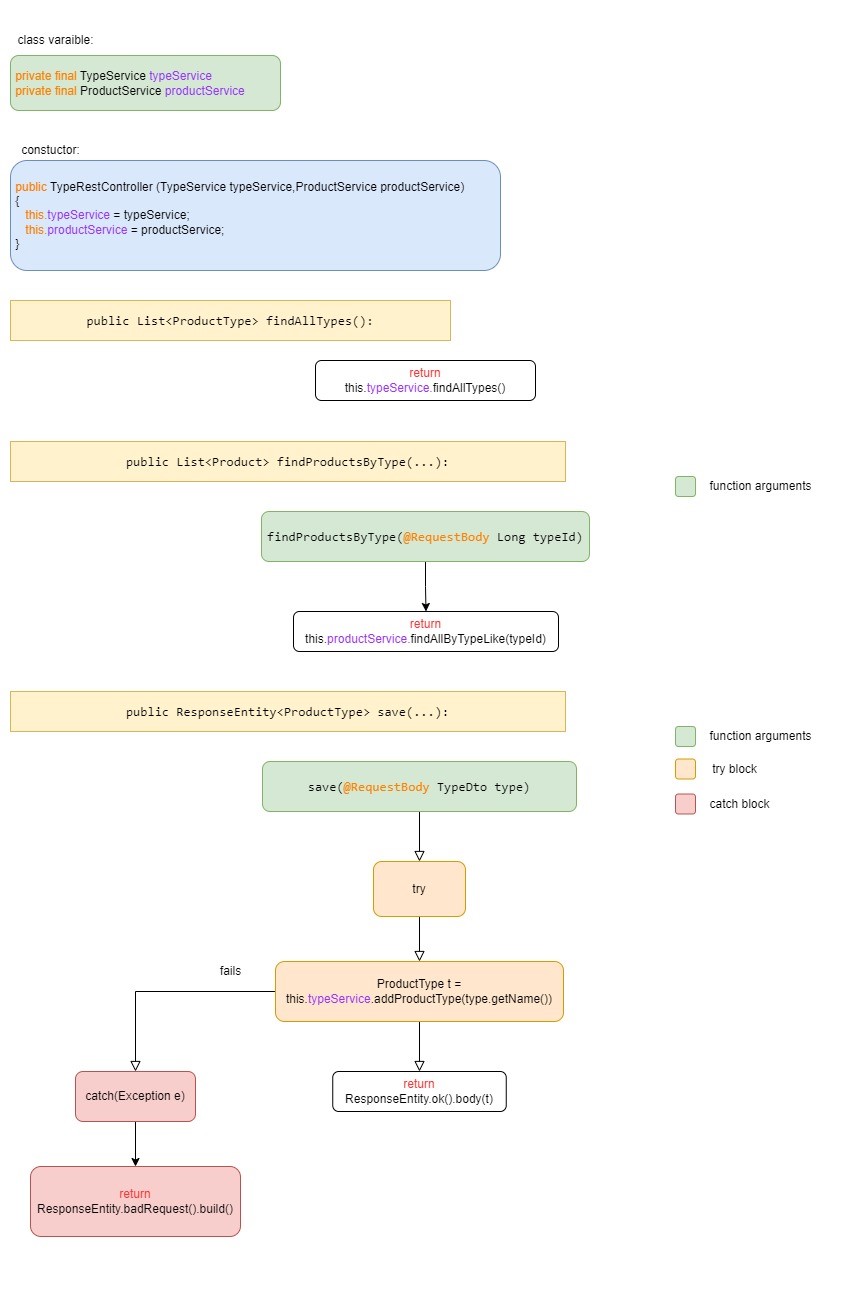 class varaible:
private final TypeService typeService
private final ProductService productService
constuctor:
public TypeRestController (TypeService typeService,ProductService productService)
{
this.typeService = typeService;
this.productService = productService;
}
public List<ProductType> findAllTypes():
return
this.typeService.findAllTypes()
public List<Product> findProductsByType(...):
function arguments
findProductsByType(@RequestBody Long typeId)
return
this.productService.findAllByTypeLike(typeId)
public ResponseEntity<ProductType> save(...):
function arguments
try block
catch block
save(@RequestBody TypeDto type)
try
fails
ProductType t =
this.typeService.addProductType(type.getName())
catch(Exception e)
return
ResponseEntity.ok().body(t)
return
ResponseEntity.badRequest().build()